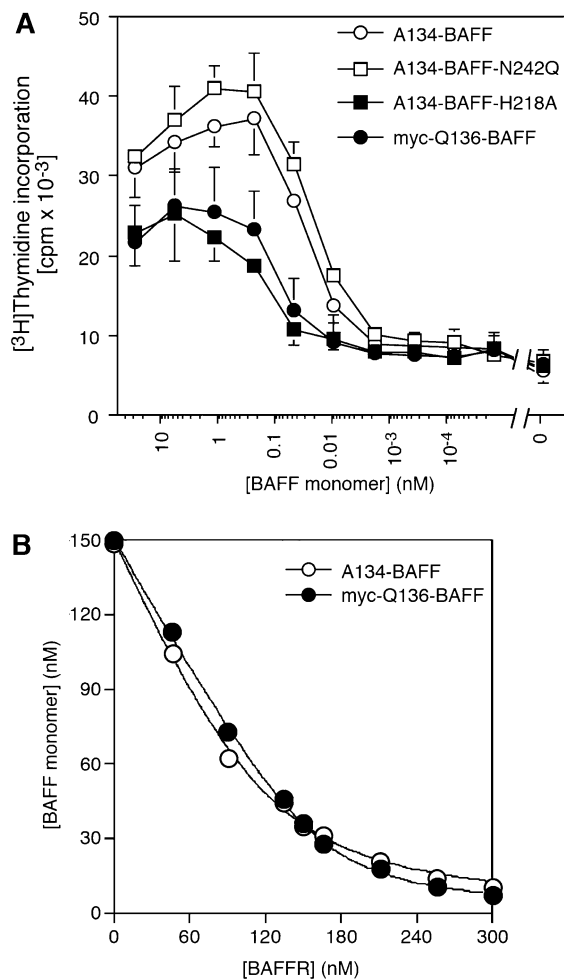 A
50
40
30
20
10
0
[³H]Thymidine incorporation
[cpm x 10-3]
A134-BAFF
A134-BAFF-N242Q
A134-BAFF-H218A
myc-Q136-BAFF
10
1
0.1
0.01
10-3
10-4
0
[BAFF monomer] (nM)
B
150
120
90
60
30
0
[BAFF monomer] (nM)
A134-BAFF
myc-Q136-BAFF
0
60
120
180
240
300
[BAFFR] (nM)